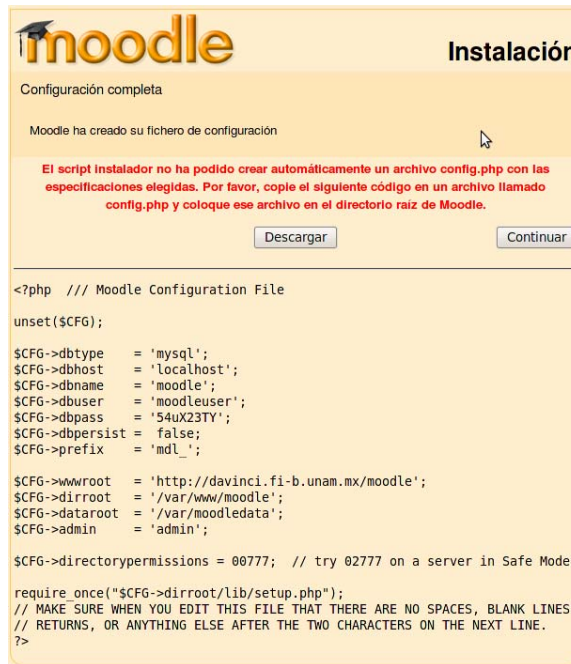 moodle
Instalación
Configuración completa
Moodle ha creado su fichero de configuración
El script instalador no ha podido crear automáticamente un archivo config.php con las
especificaciones elegidas. Por favor, copie el siguiente código en un archivo llamado
config.php y coloque ese archivo en el directorio raíz de Moodle.
Descargar
Continuar
<?php  /// Moodle Configuration File
unset($CFG);
$CFG->dbtype    = 'mysql';
$CFG->dbhost    = 'localhost';
$CFG->dbname    = 'moodle';
$CFG->dbuser    = 'moodleuser';
$CFG->dbpass    = '54uX23TY';
$CFG->dbpersist =  false;
$CFG->prefix    = 'mdl_';
$CFG->wwwroot   = 'http://davinci.fi-b.unam.mx/moodle';
$CFG->dirroot   = '/var/www/moodle';
$CFG->dataroot  = '/var/moodledata';
$CFG->admin     = 'admin';
$CFG->directorypermissions = 00777;  // try 02777 on a server in Safe Mode
require_once("$CFG->dirroot/lib/setup.php");
// MAKE SURE WHEN YOU EDIT THIS FILE THAT THERE ARE NO SPACES, BLANK LINES
// RETURNS, OR ANYTHING ELSE AFTER THE TWO CHARACTERS ON THE NEXT LINE.
?>